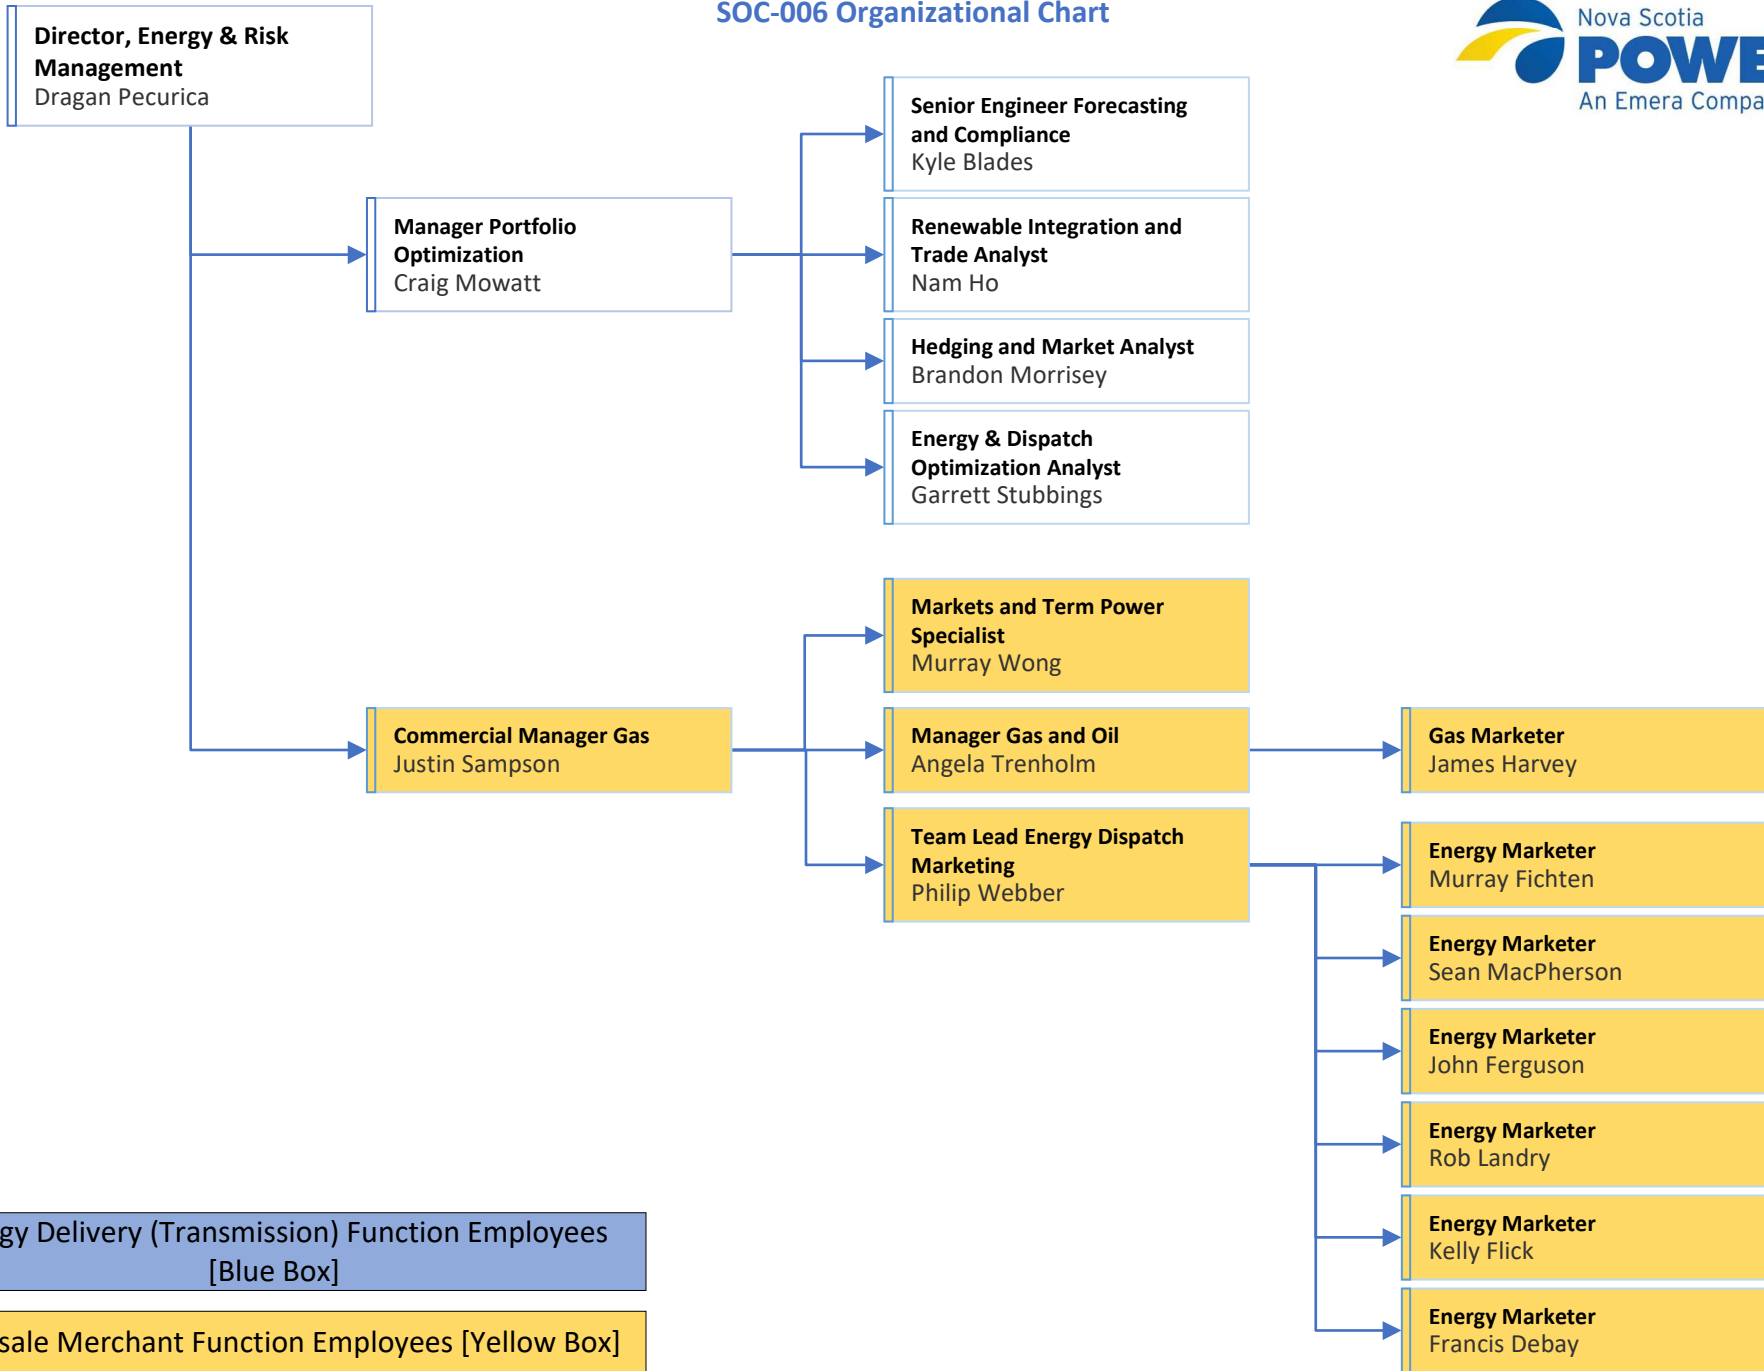 SOC-006 Organizational Chart
Nova Scotia
POWE
An Emera Compa
Director, Energy & Risk
Management
Dragan Pecurica
Manager Portfolio
Optimization
Craig Mowatt
Senior Engineer Forecasting
and Compliance
Kyle Blades
Renewable Integration and
Trade Analyst
Nam Ho
Hedging and Market Analyst
Brandon Morrisey
Energy & Dispatch
Optimization Analyst
Garrett Stubbings
Commercial Manager Gas
Justin Sampson
Markets and Term Power
Specialist
Murray Wong
Manager Gas and Oil
Angela Trenholm
Team Lead Energy Dispatch
Marketing
Philip Webber
Gas Marketer
James Harvey
Energy Marketer
Murray Fichten
Energy Marketer
Sean MacPherson
Energy Marketer
John Ferguson
Energy Marketer
Rob Landry
Energy Marketer
Kelly Flick
Energy Marketer
Francis Debay
gy Delivery (Transmission) Function Employees
[Blue Box]
sale Merchant Function Employees [Yellow Box]